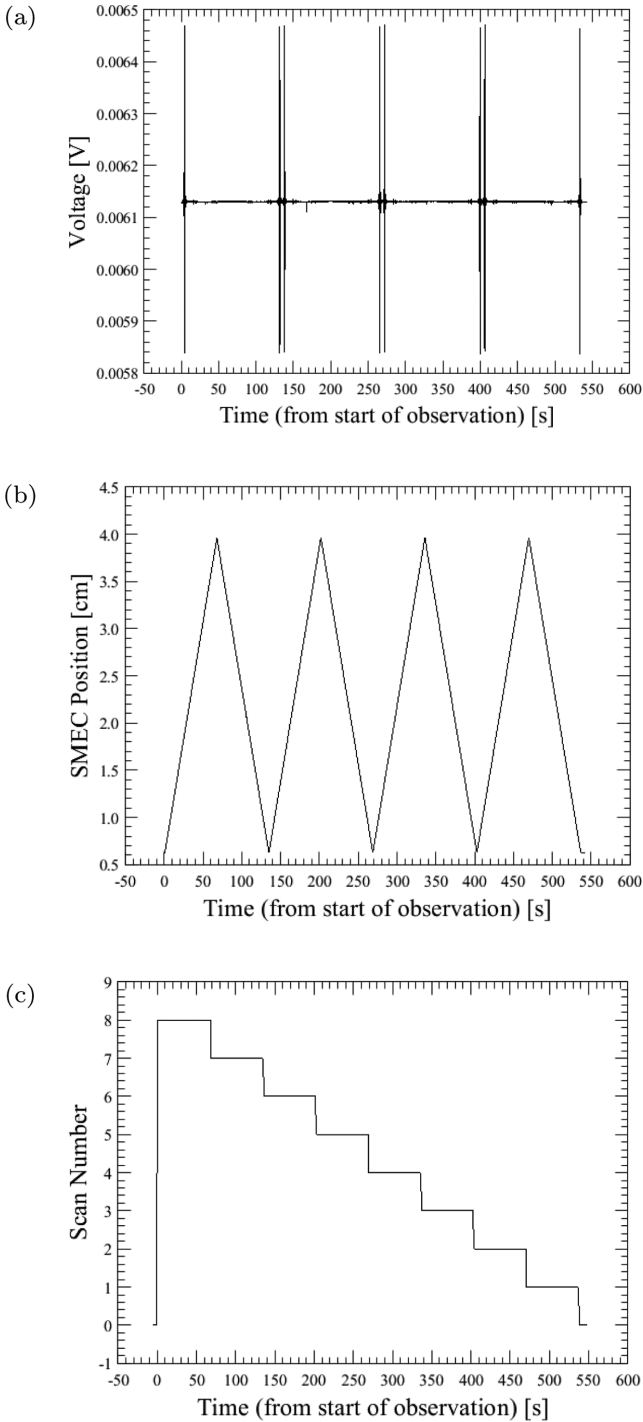 (a)
0.0065
0.0064
0.0063
0.0062
0.0061
0.0060
0.0059
0.0058
Voltage [V]
-50 0 50 100 150 200 250 300 350 400 450 500 550 600
Time (from start of observation) [s]
(b)
4.5
4.0
3.5
3.0
2.5
2.0
1.5
1.0
0.5
SMEC Position [cm]
-50 0 50 100 150 200 250 300 350 400 450 500 550 600
Time (from start of observation) [s]
(c)
9
8
7
6
5
4
3
2
1
0
-1
Scan Number
-50 0 50 100 150 200 250 300 350 400 450 500 550 600
Time (from start of observation) [s]